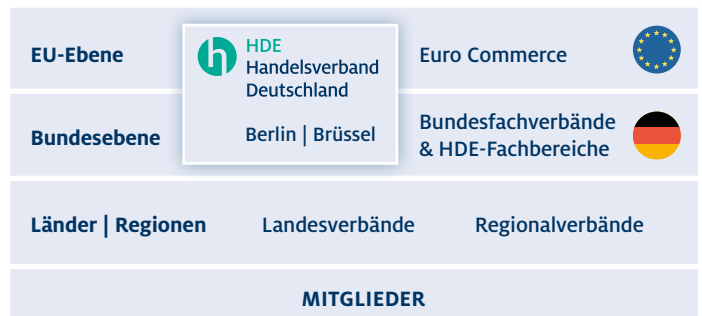 EU-Ebene
HDE
Handelsverband
Deutschland
Berlin | Brüssel
Euro Commerce
Bundesebene
Bundesfachverbände
& HDE-Fachbereiche
Länder | Regionen
Landesverbände
Regionalverbände
MITGLIEDER